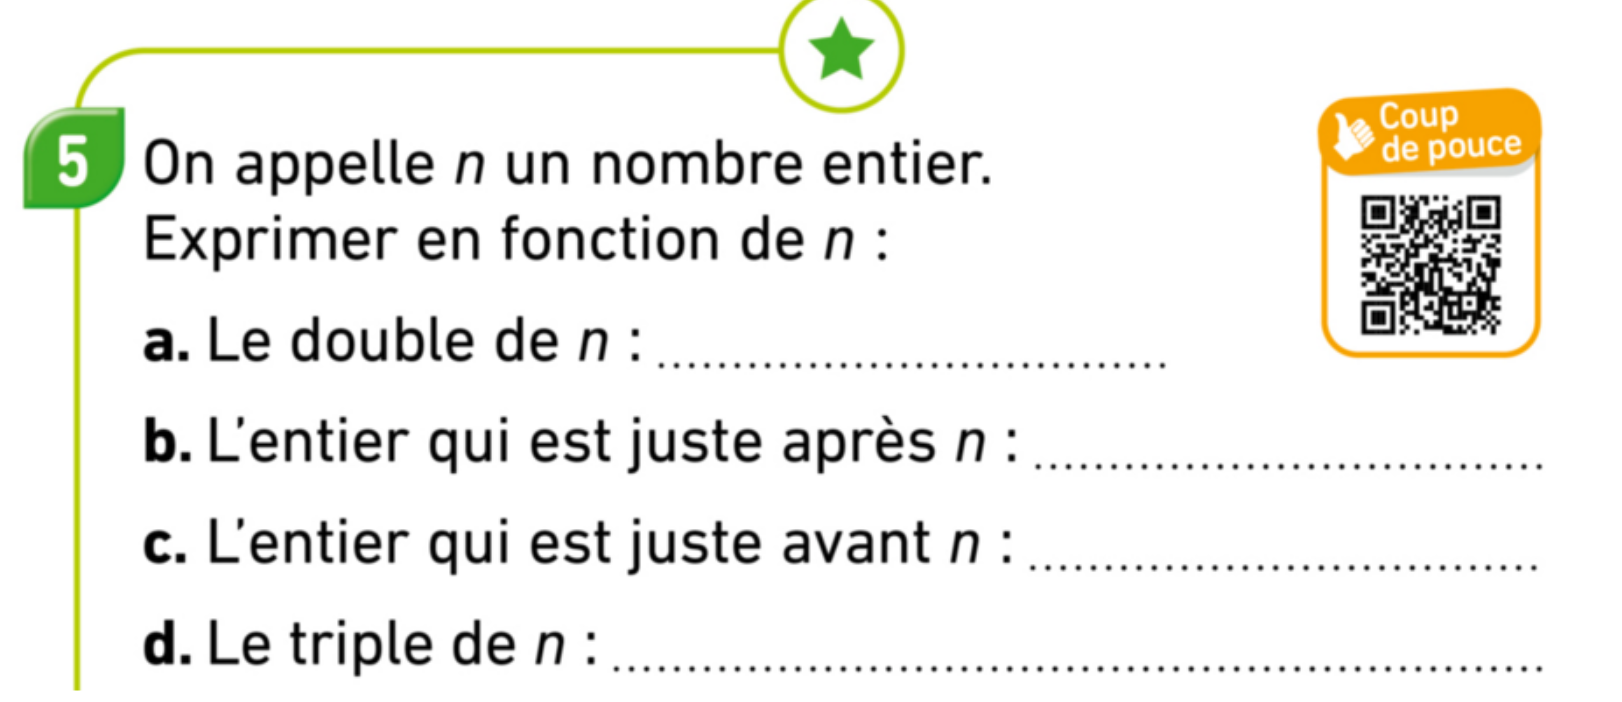 5
On appelle n un nombre entier.
Exprimer en fonction de n :
Coup
de pouce
a. Le double de n : ..................................
b. L'entier qui est juste après n : ..................................
c. L'entier qui est juste avant n : ..................................
d. Le triple de n : ..............................................................